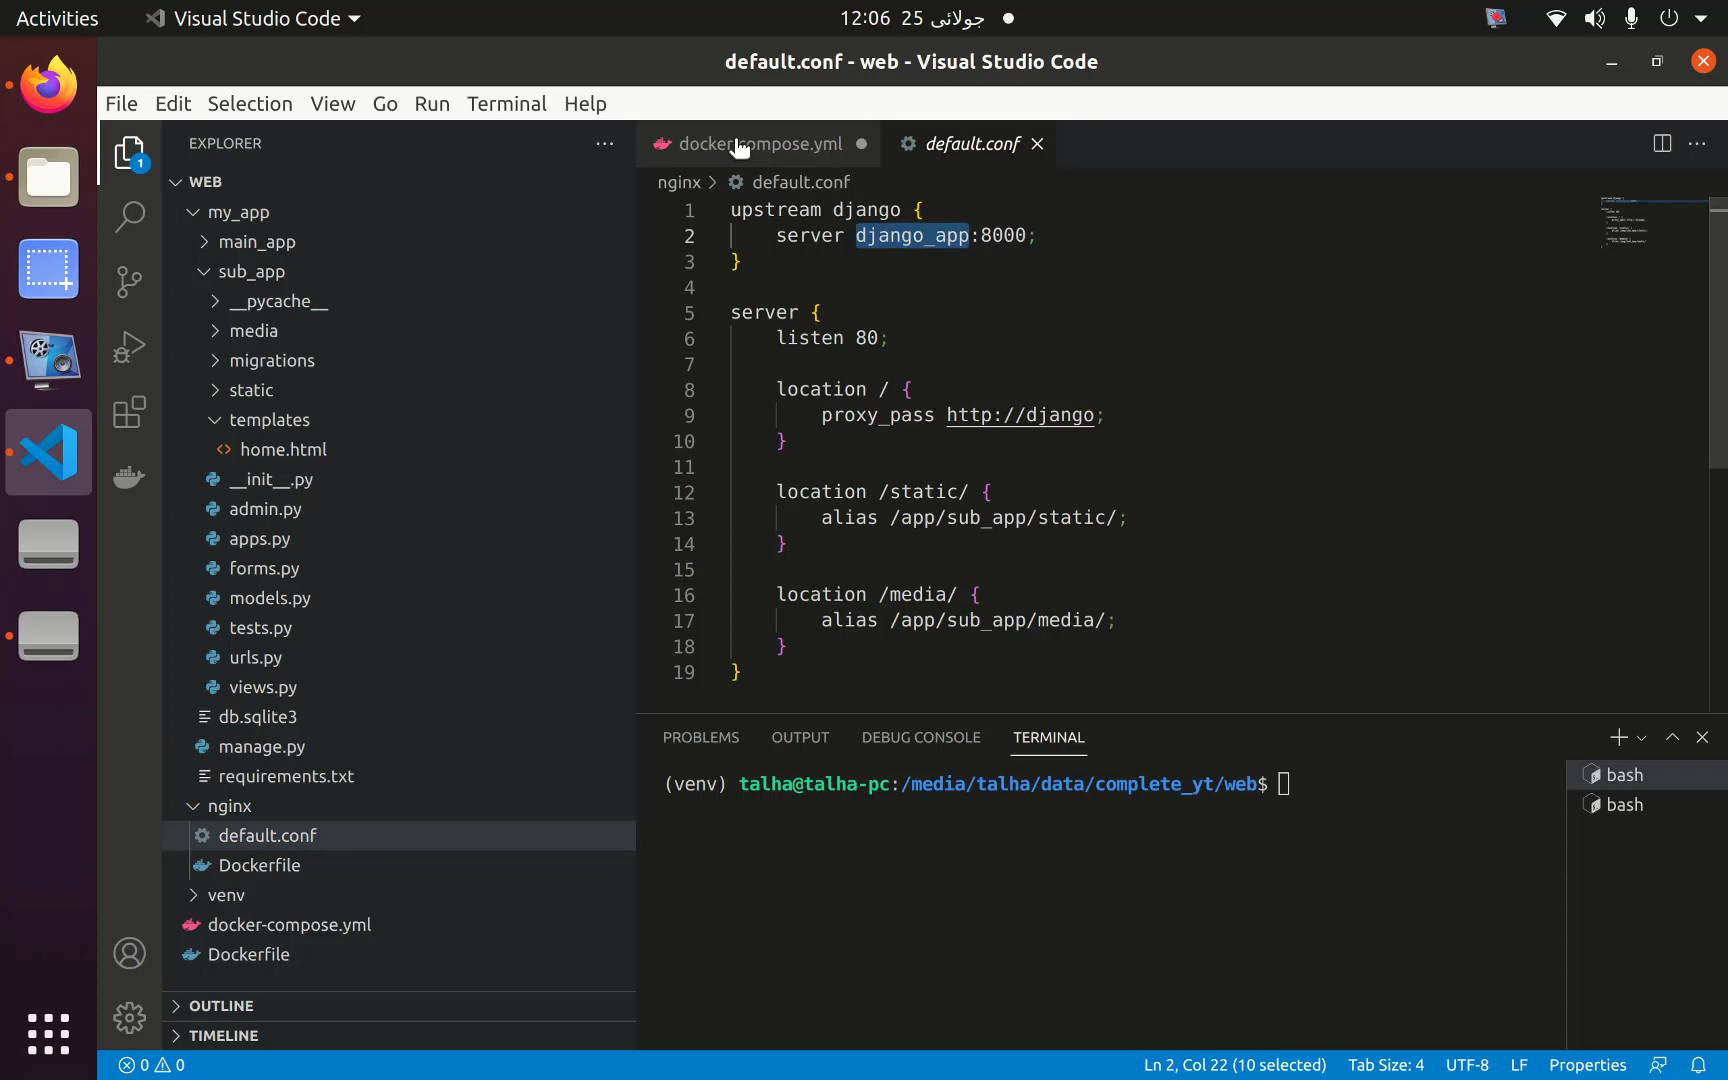 Activities
Visual Studio Code
12:06 25 جولائی
default.conf - web - Visual Studio Code
File Edit Selection View Go Run Terminal Help
EXPLORER
1
WEB
my_app
main_app
sub_app
__pycache__
media
migrations
static
templates
home.html
__init__.py
admin.py
apps.py
forms.py
models.py
tests.py
urls.py
views.py
db.sqlite3
manage.py
requirements.txt
nginx
default.conf
Dockerfile
venv
docker-compose.yml
Dockerfile
OUTLINE
TIMELINE
docker-compose.yml default.conf
nginx > default.conf
1 upstream django {
2 server django_app:8000;
3 }
4
5 server {
6 listen 80;
7
8 location / {
9 proxy_pass http://django;
10 }
11
12 location /static/ {
13 alias /app/sub_app/static/;
14 }
15
16 location /media/ {
17 alias /app/sub_app/media/;
18 }
19 }
PROBLEMS OUTPUT DEBUG CONSOLE TERMINAL
(venv) talha@talha-pc:/media/talha/data/complete_yt/web$
bash
bash
0 0 Ln 2, Col 22 (10 selected) Tab Size: 4 UTF-8 LF Properties